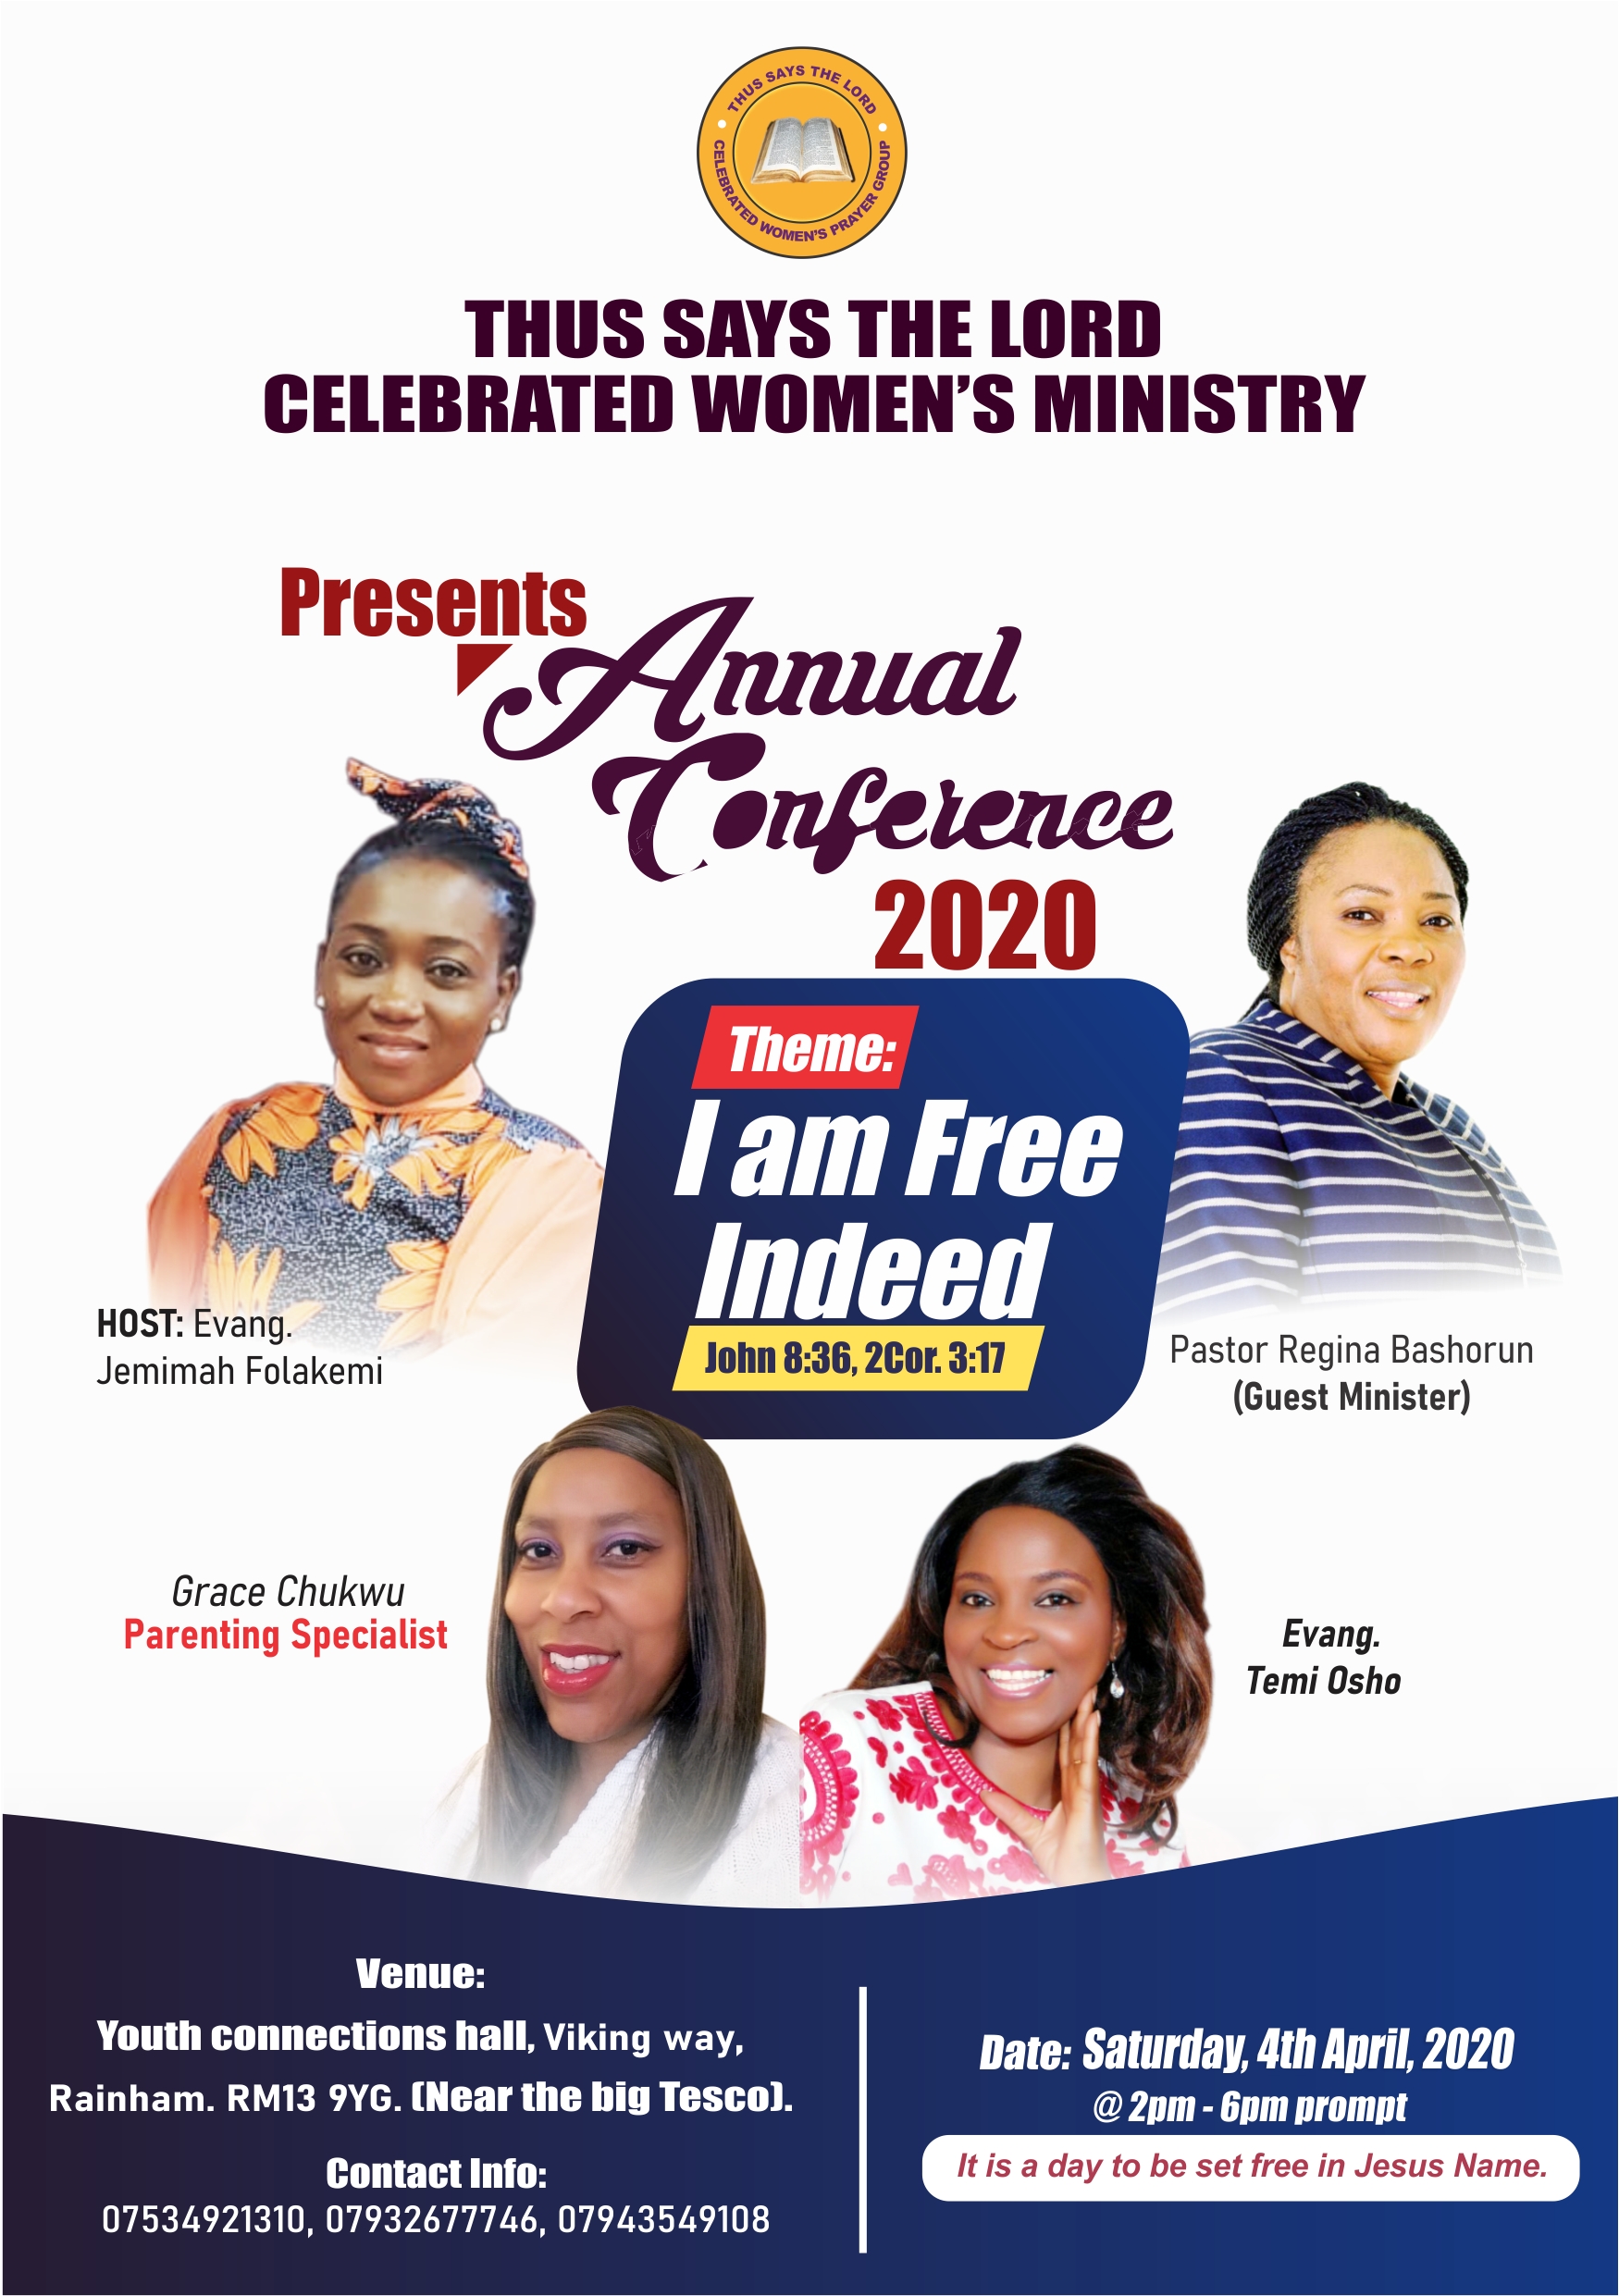 THUS SAYS THE LORD
CELEBRATED WOMEN'S PRAYER GROUP
THUS SAYS THE LORD
CELEBRATED WOMEN'S MINISTRY
Presents
Annual
Conference
2020
Theme:
I am Free
Indeed
John 8:36, 2Cor. 3:17
HOST: Evang.
Jemimah Folakemi
Pastor Regina Bashorun
(Guest Minister)
Grace Chukwu
Parenting Specialist
Evang.
Temi Osho
Venue:
Youth connections hall, Viking way,
Rainham. RM13 9YG. (Near the big Tesco).
Contact Info:
07534921310, 07932677746, 07943549108
Date: Saturday, 4th April, 2020
@ 2pm - 6pm prompt
It is a day to be set free in Jesus Name.